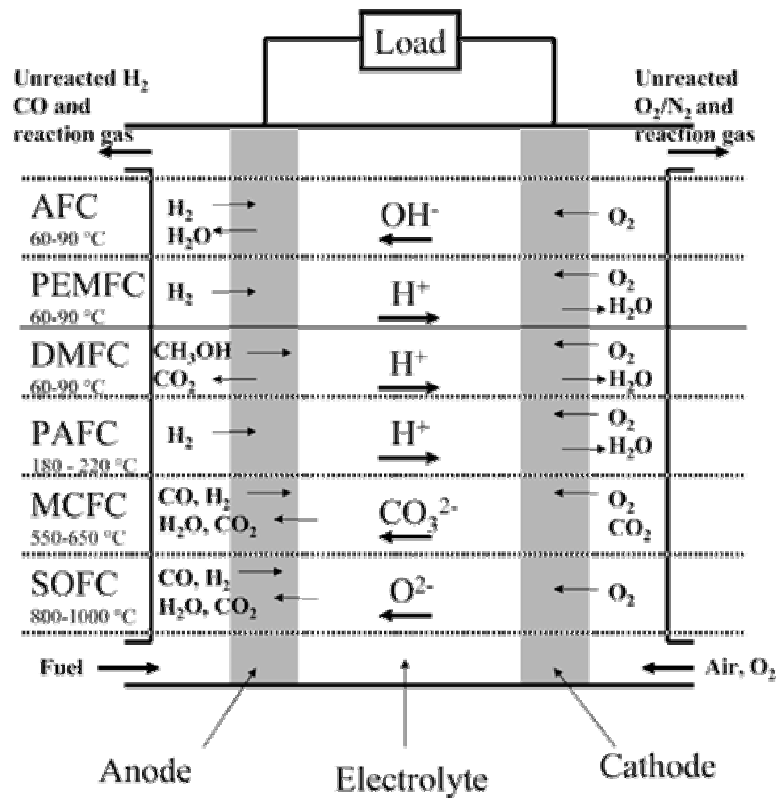 Load
Unreacted H₂
CO and
reaction gas
Unreacted
O₂/N₂ and
reaction gas
AFC
60-90 °C
H₂
H₂O
OH⁻
O₂
PEMFC
60-90 °C
H₂
H⁺
O₂
H₂O
DMFC
60-90 °C
CH₃OH
CO₂
H⁺
O₂
H₂O
PAFC
180 - 220 °C
H₂
H⁺
O₂
H₂O
MCFC
550-650 °C
CO, H₂
H₂O, CO₂
CO₃²⁻
O₂
CO₂
SOFC
800-1000 °C
CO, H₂
H₂O, CO₂
O²⁻
O₂
Fuel
Air, O₂
Anode
Electrolyte
Cathode